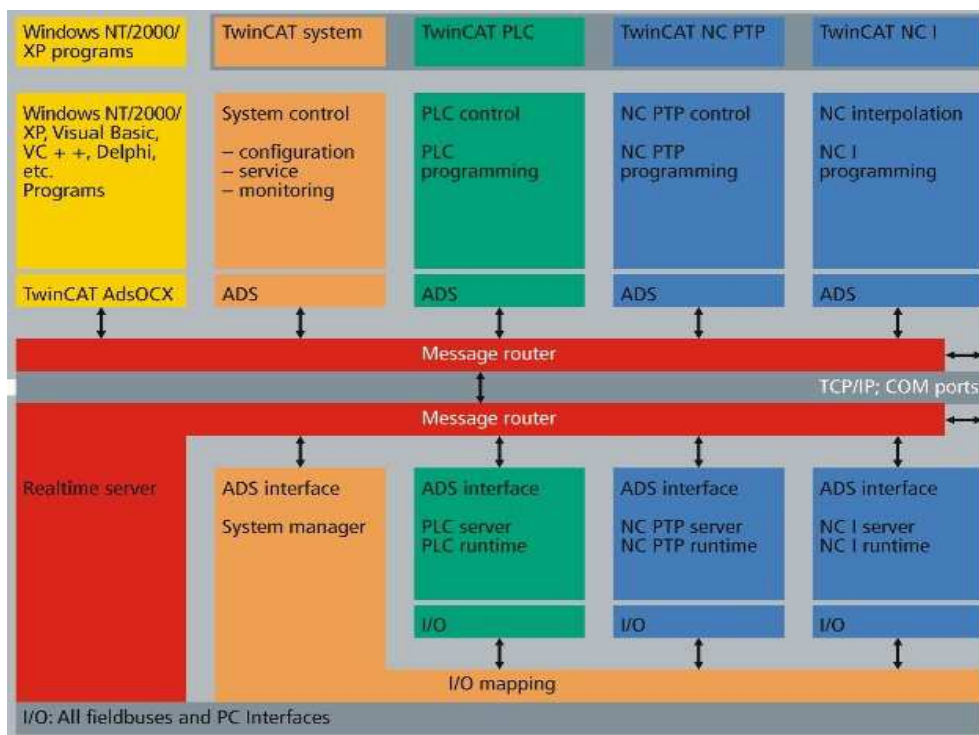 Windows NT/2000/
XP programs
TwinCAT system
TwinCAT PLC
TwinCAT NC PTP
TwinCAT NC I
Windows NT/2000/
XP, Visual Basic,
VC + +, Delphi,
etc.
Programs
System control
– configuration
– service
– monitoring
PLC control
PLC
programming
NC PTP control
NC PTP
programming
NC interpolation
NC I
programming
TwinCAT AdsOCX
ADS
ADS
ADS
ADS
Message router
TCP/IP; COM ports
Message router
Realtime server
ADS interface
System manager
ADS interface
PLC server
PLC runtime
ADS interface
NC PTP server
NC PTP runtime
ADS interface
NC I server
NC I runtime
I/O
I/O
I/O
I/O mapping
I/O: All fieldbuses and PC Interfaces